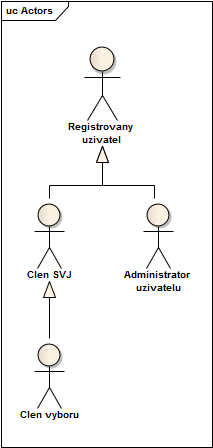 uc Actors
Registrovany
uzivatel
Clen SVJ
Administrator
uzivatelu
Clen vyboru